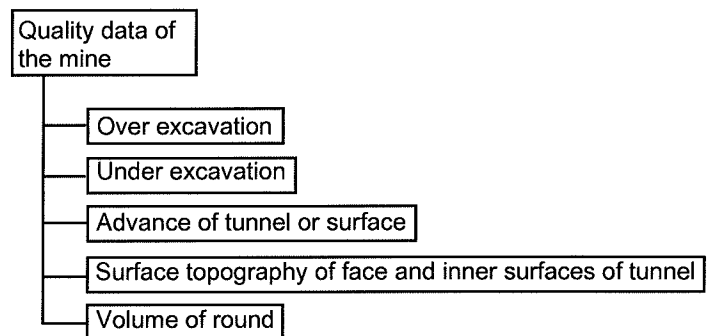 Quality data of
the mine
Over excavation
Under excavation
Advance of tunnel or surface
Surface topography of face and inner surfaces of tunnel
Volume of round